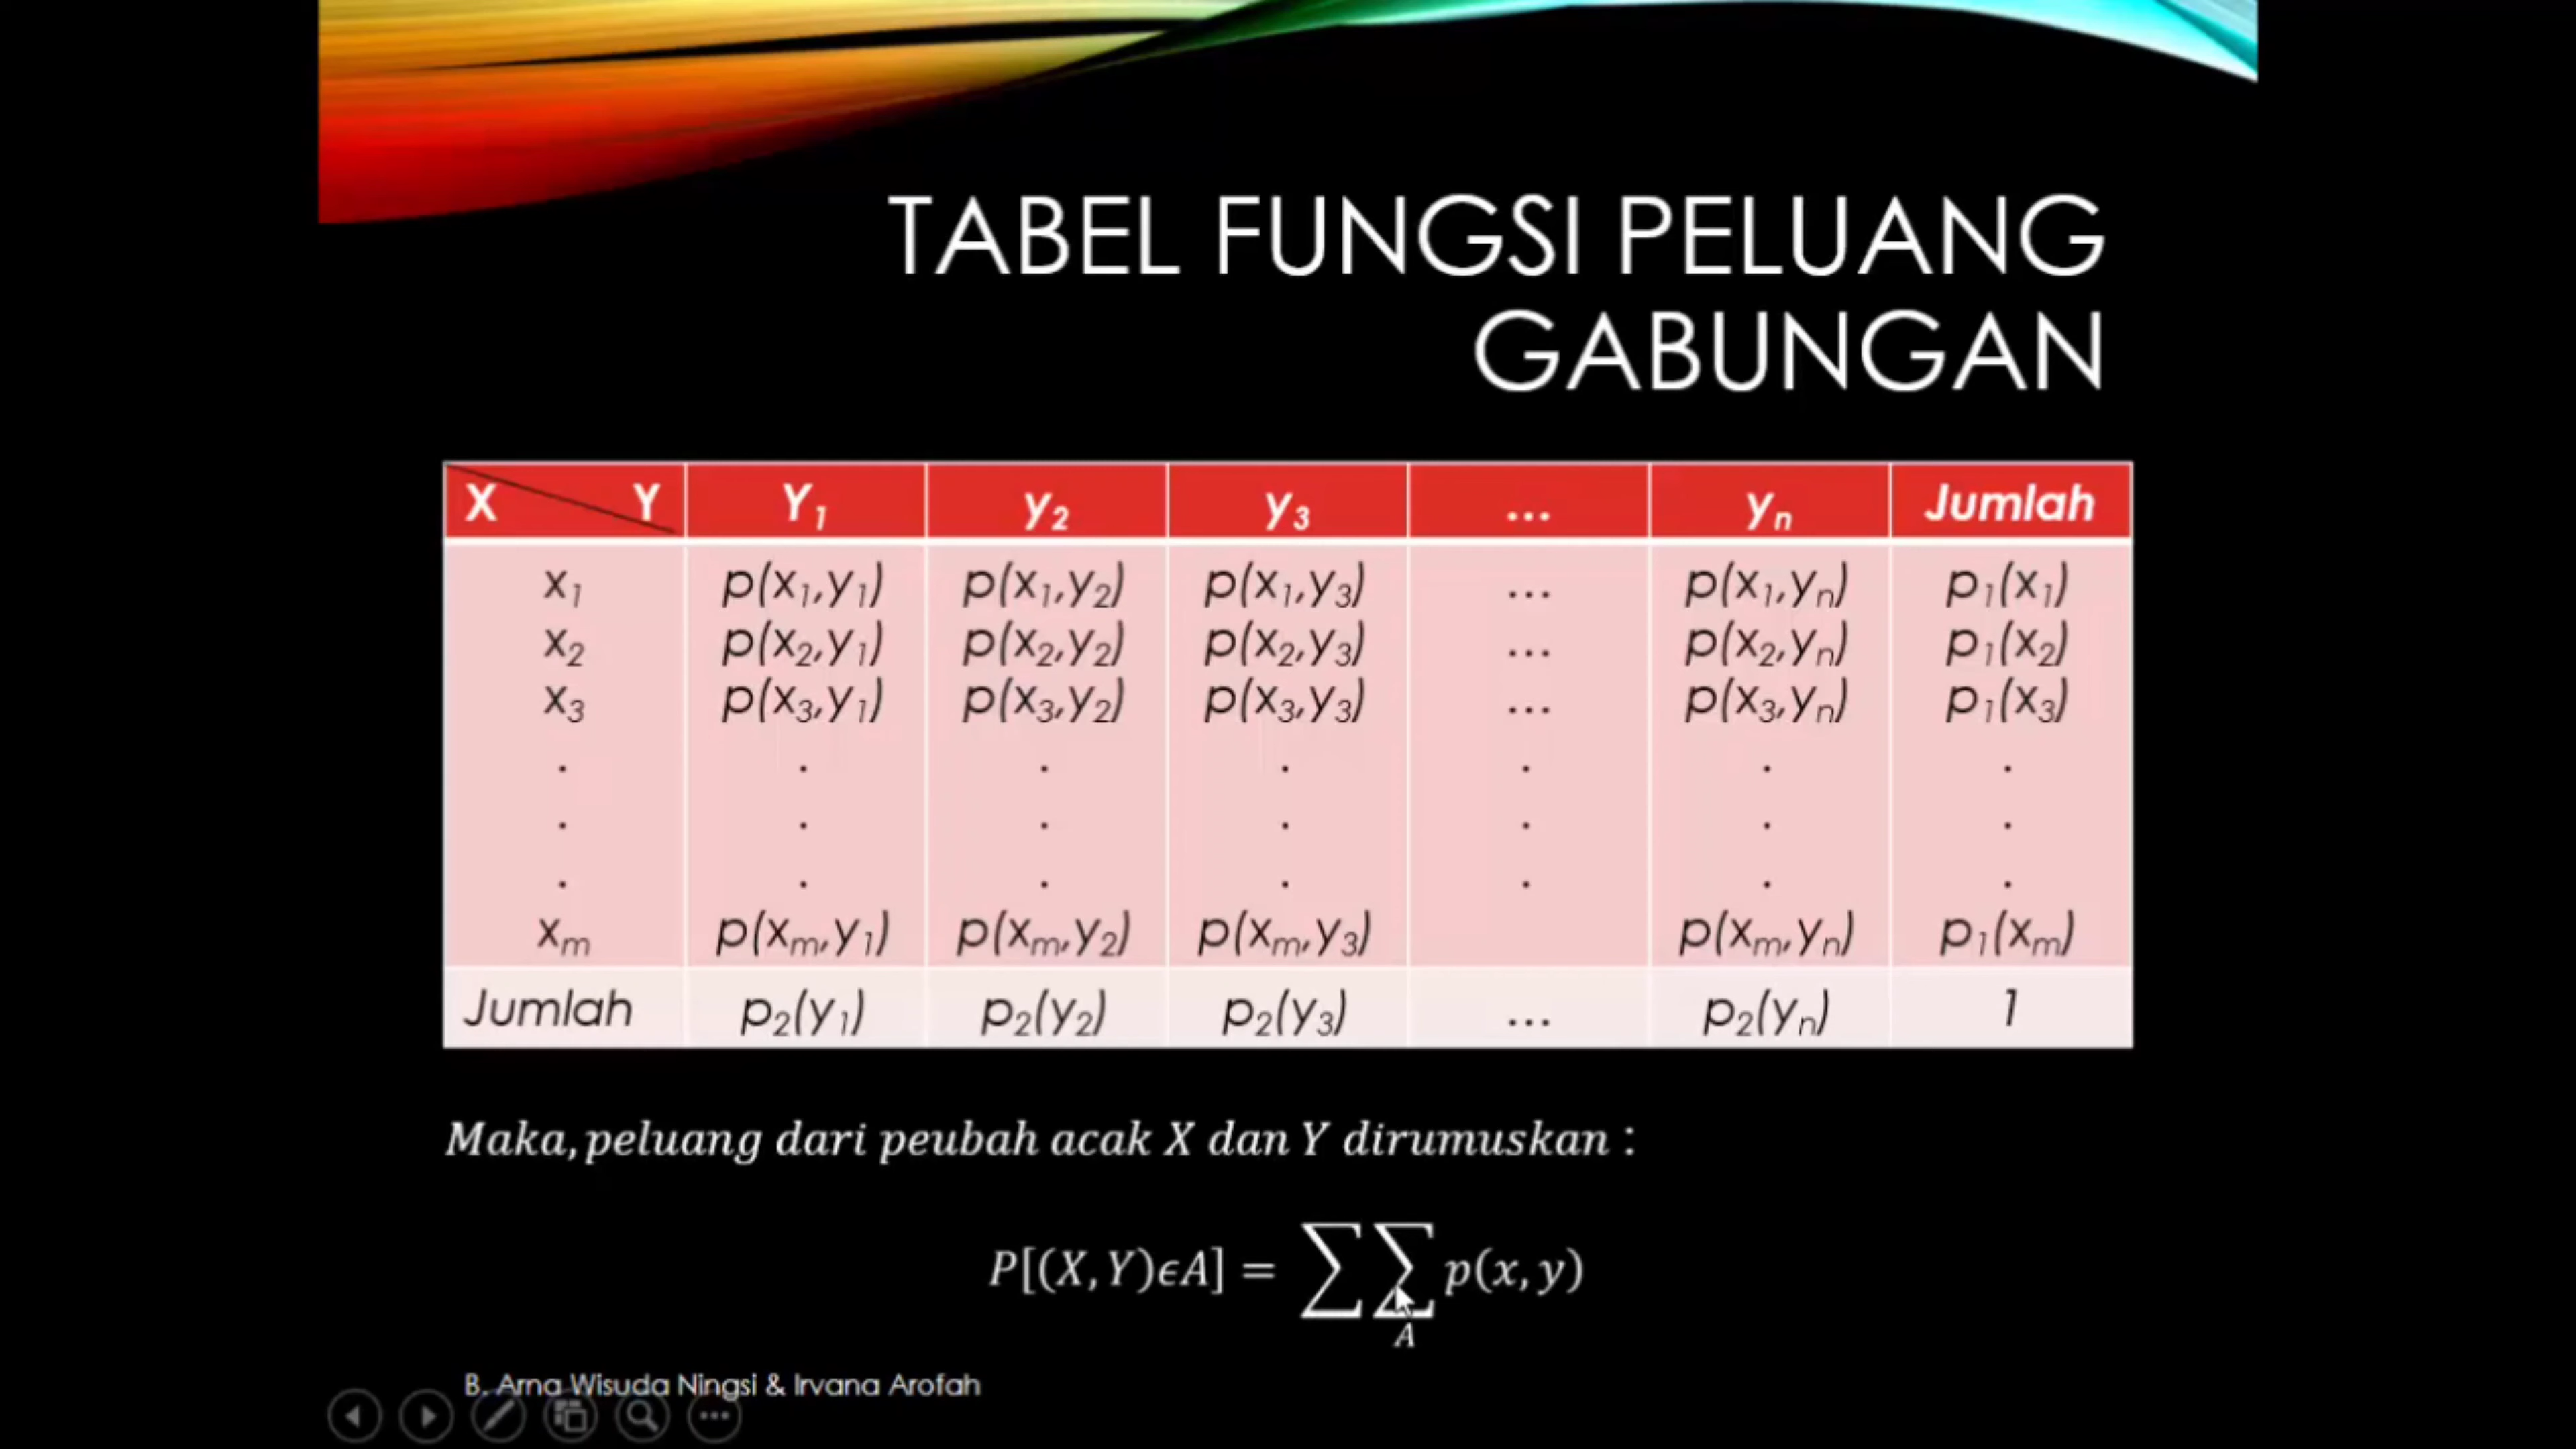 TABEL FUNGSI PELUANG
GABUNGAN
X Y Y₁ y₂ y₃ ... yₙ Jumlah
x₁ p(x₁,y₁) p(x₁,y₂) p(x₁,y₃) ... p(x₁,yₙ) p₁(x₁)
x₂ p(x₂,y₁) p(x₂,y₂) p(x₂,y₃) ... p(x₂,yₙ) p₁(x₂)
x₃ p(x₃,y₁) p(x₃,y₂) p(x₃,y₃) ... p(x₃,yₙ) p₁(x₃)
. . . . . . .
. . . . . . .
. . . . . . .
xₘ p(xₘ,y₁) p(xₘ,y₂) p(xₘ,y₃) p(xₘ,yₙ) p₁(xₘ)
Jumlah p₂(y₁) p₂(y₂) p₂(y₃) ... p₂(yₙ) 1
Maka, peluang dari peubah acak X dan Y dirumuskan :
P[(X,Y)ϵA] = ∑∑ p(x,y)
A
B. Arna Wisuda Ningsi & Irvana Arofah